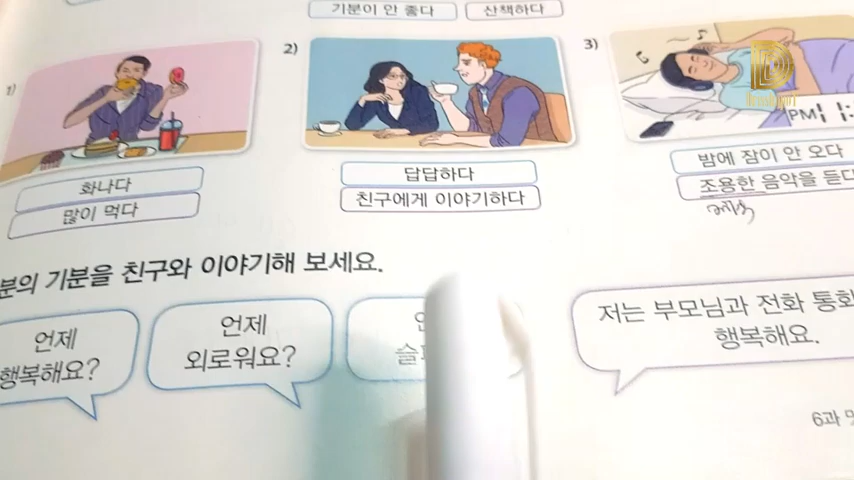 기분이 안 좋다
산책하다
1)
2)
3)
PM 1
화나다
많이 먹다
답답하다
친구에게 이야기하다
밤에 잠이 안 오다
조용한 음악을 듣다
분의 기분을 친구와 이야기해 보세요.
언제
행복해요?
언제
외로워요?
저는 부모님과 전화 통화
행복해요.
6과